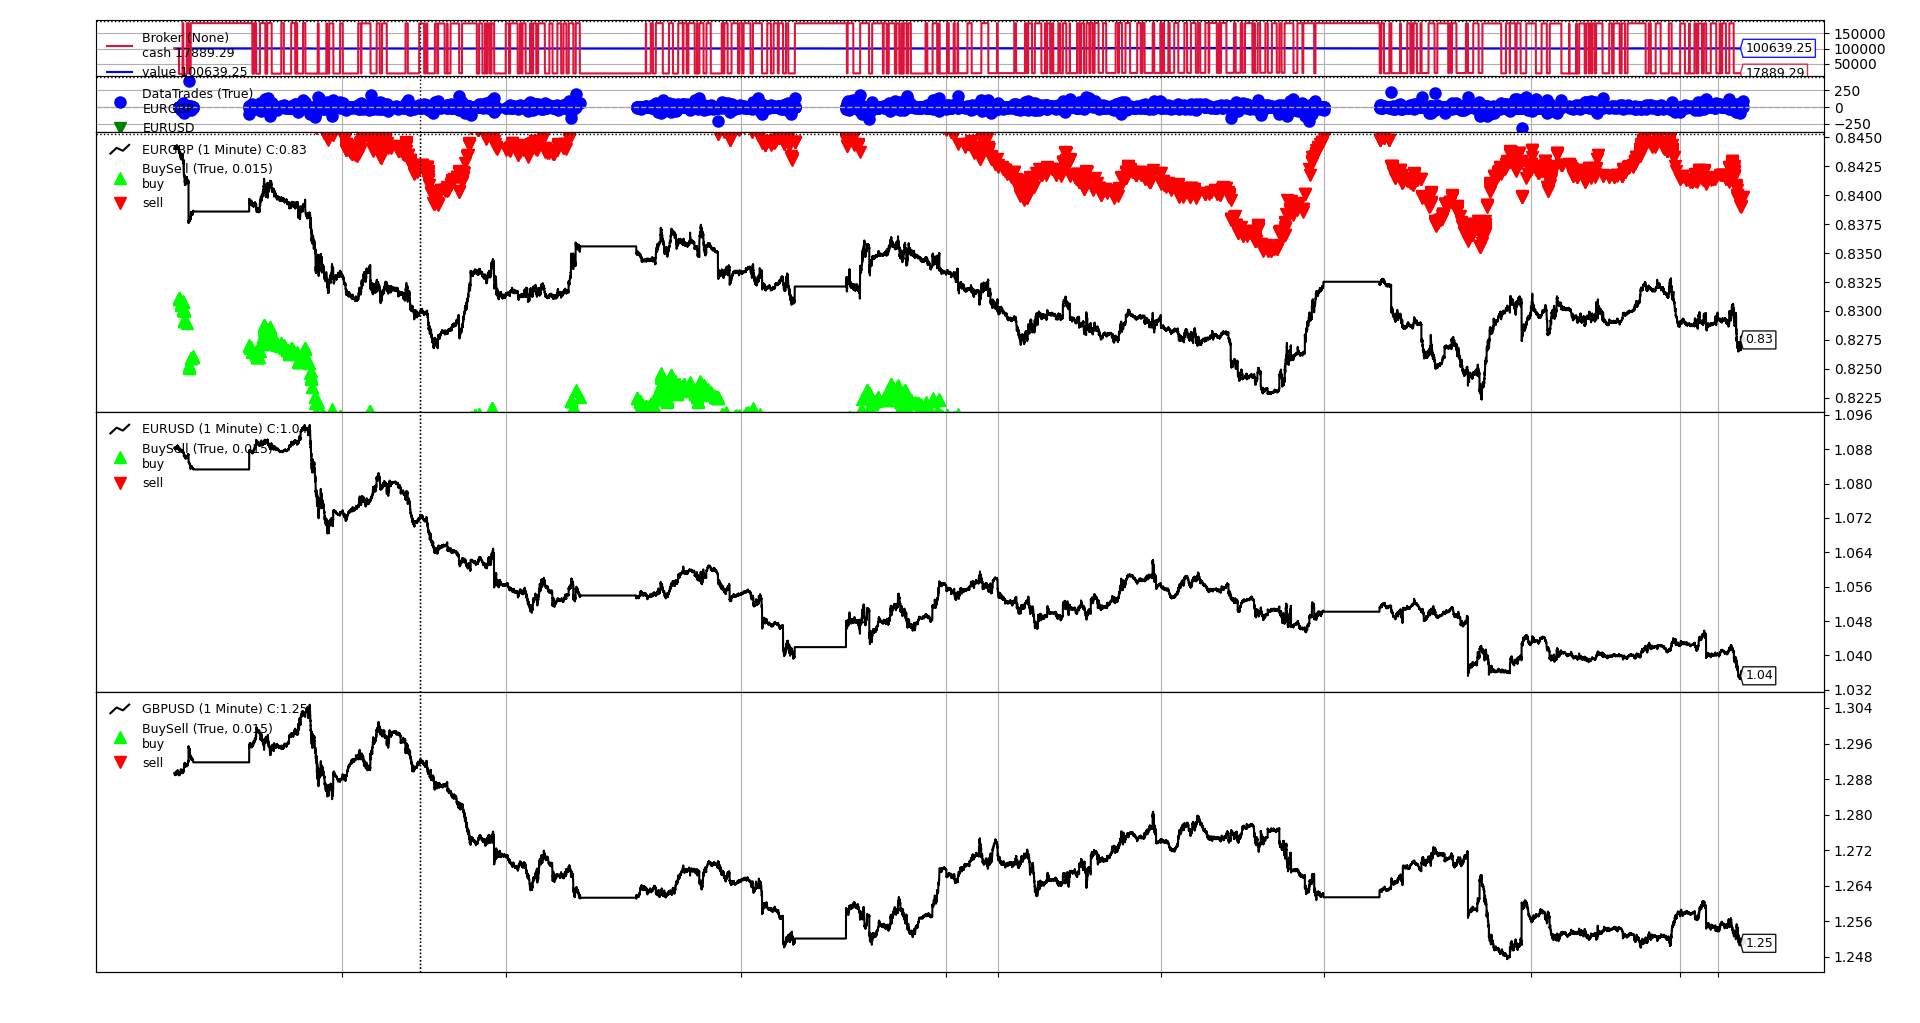 Broker (None)
cash 17889.29
value 100639.25
150000
100000
50000
100639.25
17889.29
DataTrades (True)
EURGBP
EURUSD
250
0
−250
EURGBP (1 Minute) C:0.83
BuySell (True, 0.015)
buy
sell
0.8450
0.8425
0.8400
0.8375
0.8350
0.8325
0.8300
0.8275
0.8250
0.8225
0.83
EURUSD (1 Minute) C:1.04
BuySell (True, 0.015)
buy
sell
1.096
1.088
1.080
1.072
1.064
1.056
1.048
1.040
1.032
1.04
GBPUSD (1 Minute) C:1.25
BuySell (True, 0.015)
buy
sell
1.304
1.296
1.288
1.280
1.272
1.264
1.256
1.248
1.25